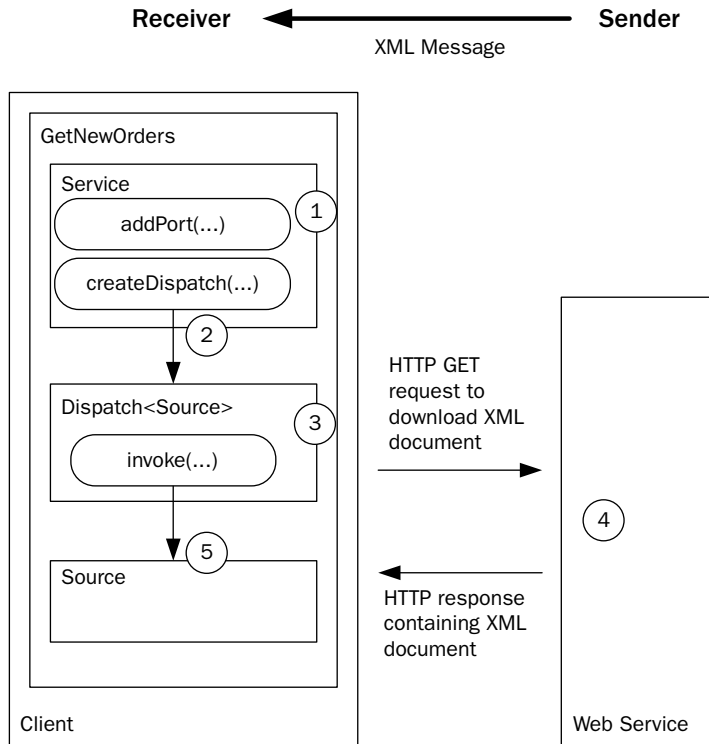 Receiver
Sender
XML Message
GetNewOrders
Service
1
addPort(...)
createDispatch(...)
2
Dispatch<Source>
3
invoke(...)
5
Source
Client
HTTP GET
request to
download XML
document
4
HTTP response
containing XML
document
Web Service